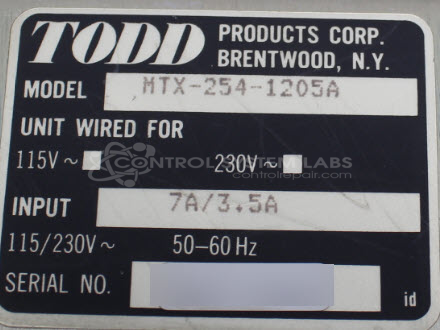 TODD PRODUCTS CORP.
BRENTWOOD, N.Y.
MODEL MTX-254-1205A
UNIT WIRED FOR
115V~ 230V~
CONTROL SYSTEM LABS
controlrepair.com
INPUT 7A/3.5A
115/230V~ 50-60 Hz
SERIAL NO.
id